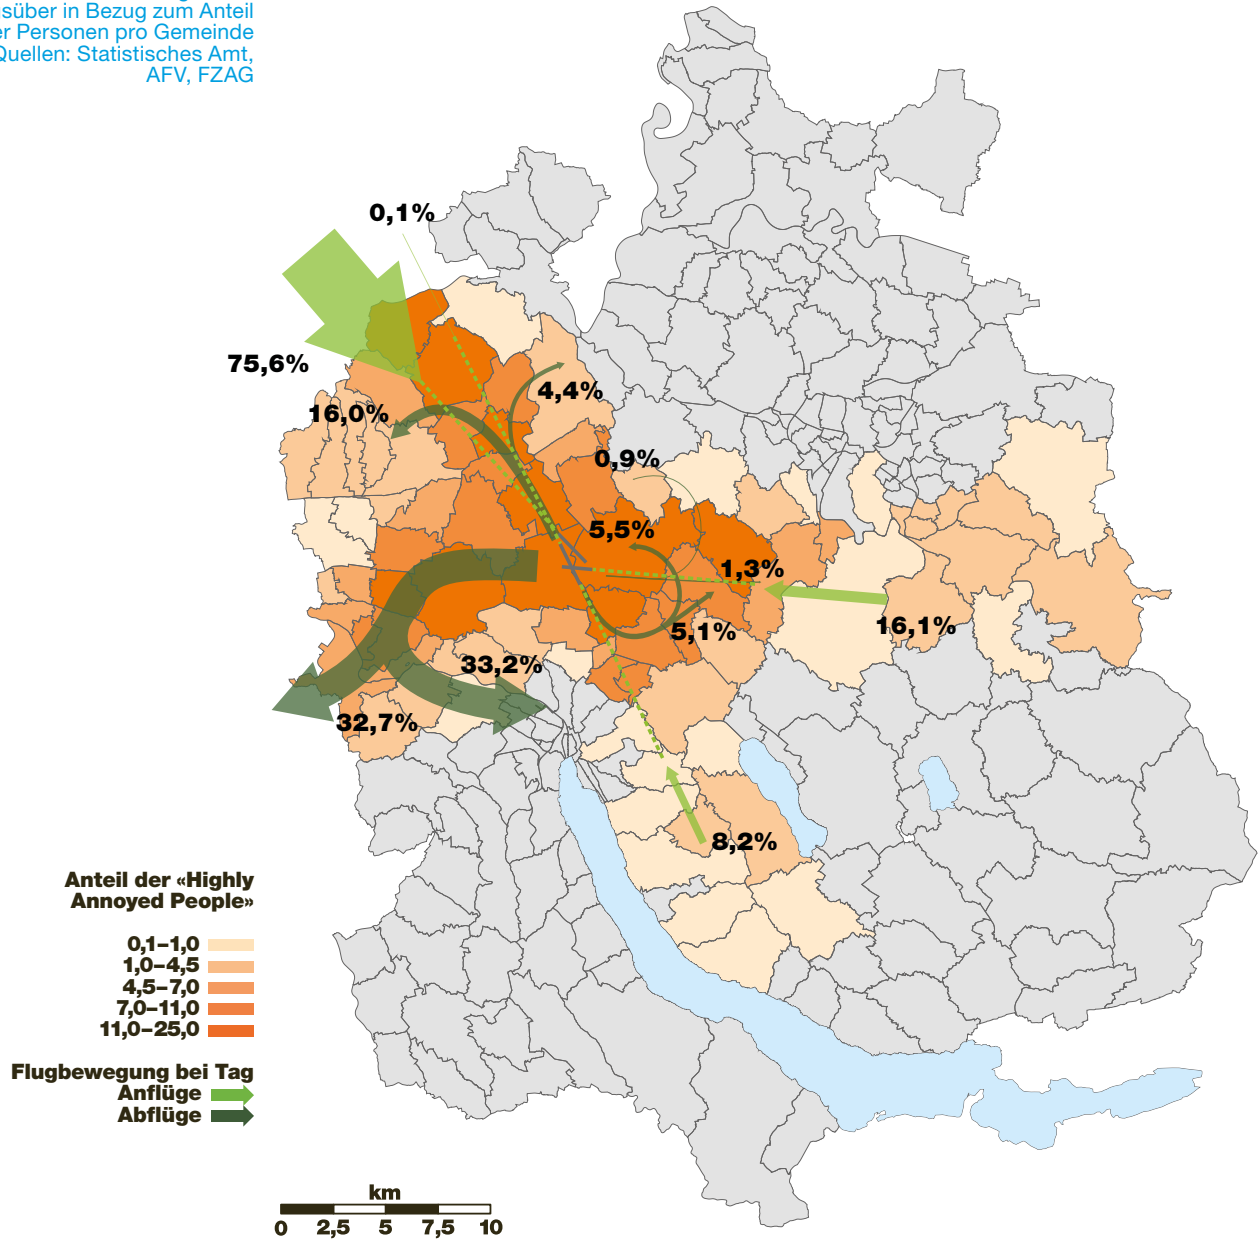 in Bezug zum Anteil
Personen pro Gemeinde
Quellen: Statistisches Amt,
AFV, FZAG
0,1%
75,6%
4,4%
16,0%
0,9%
5,5%
1,3%
16,1%
5,1%
33,2%
32,7%
8,2%
Anteil der «Highly
Annoyed People»
0,1–1,0
1,0–4,5
4,5–7,0
7,0–11,0
11,0–25,0
Flugbewegung bei Tag
Anflüge
Abflüge
km
0 2,5 5 7,5 10